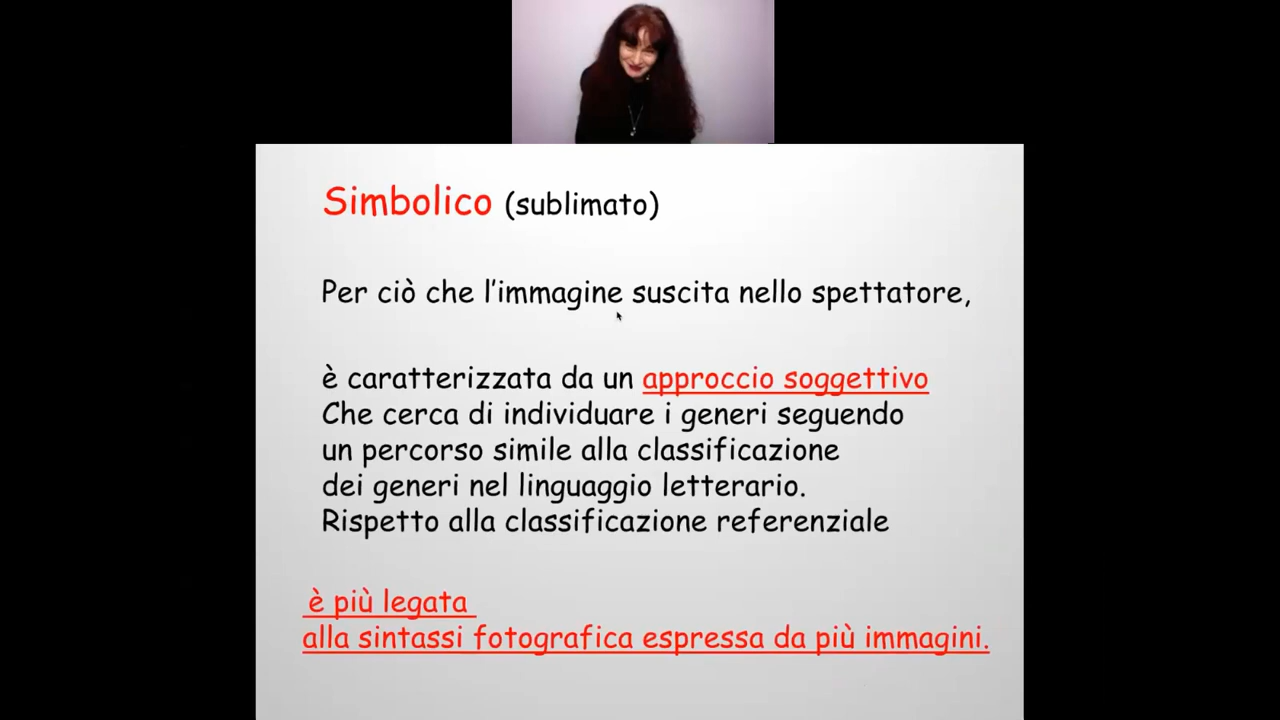 Simbolico (sublimato)
Per ciò che l'immagine suscita nello spettatore,
è caratterizzata da un approccio soggettivo
Che cerca di individuare i generi seguendo
un percorso simile alla classificazione
dei generi nel linguaggio letterario.
Rispetto alla classificazione referenziale
è più legata
alla sintassi fotografica espressa da più immagini.